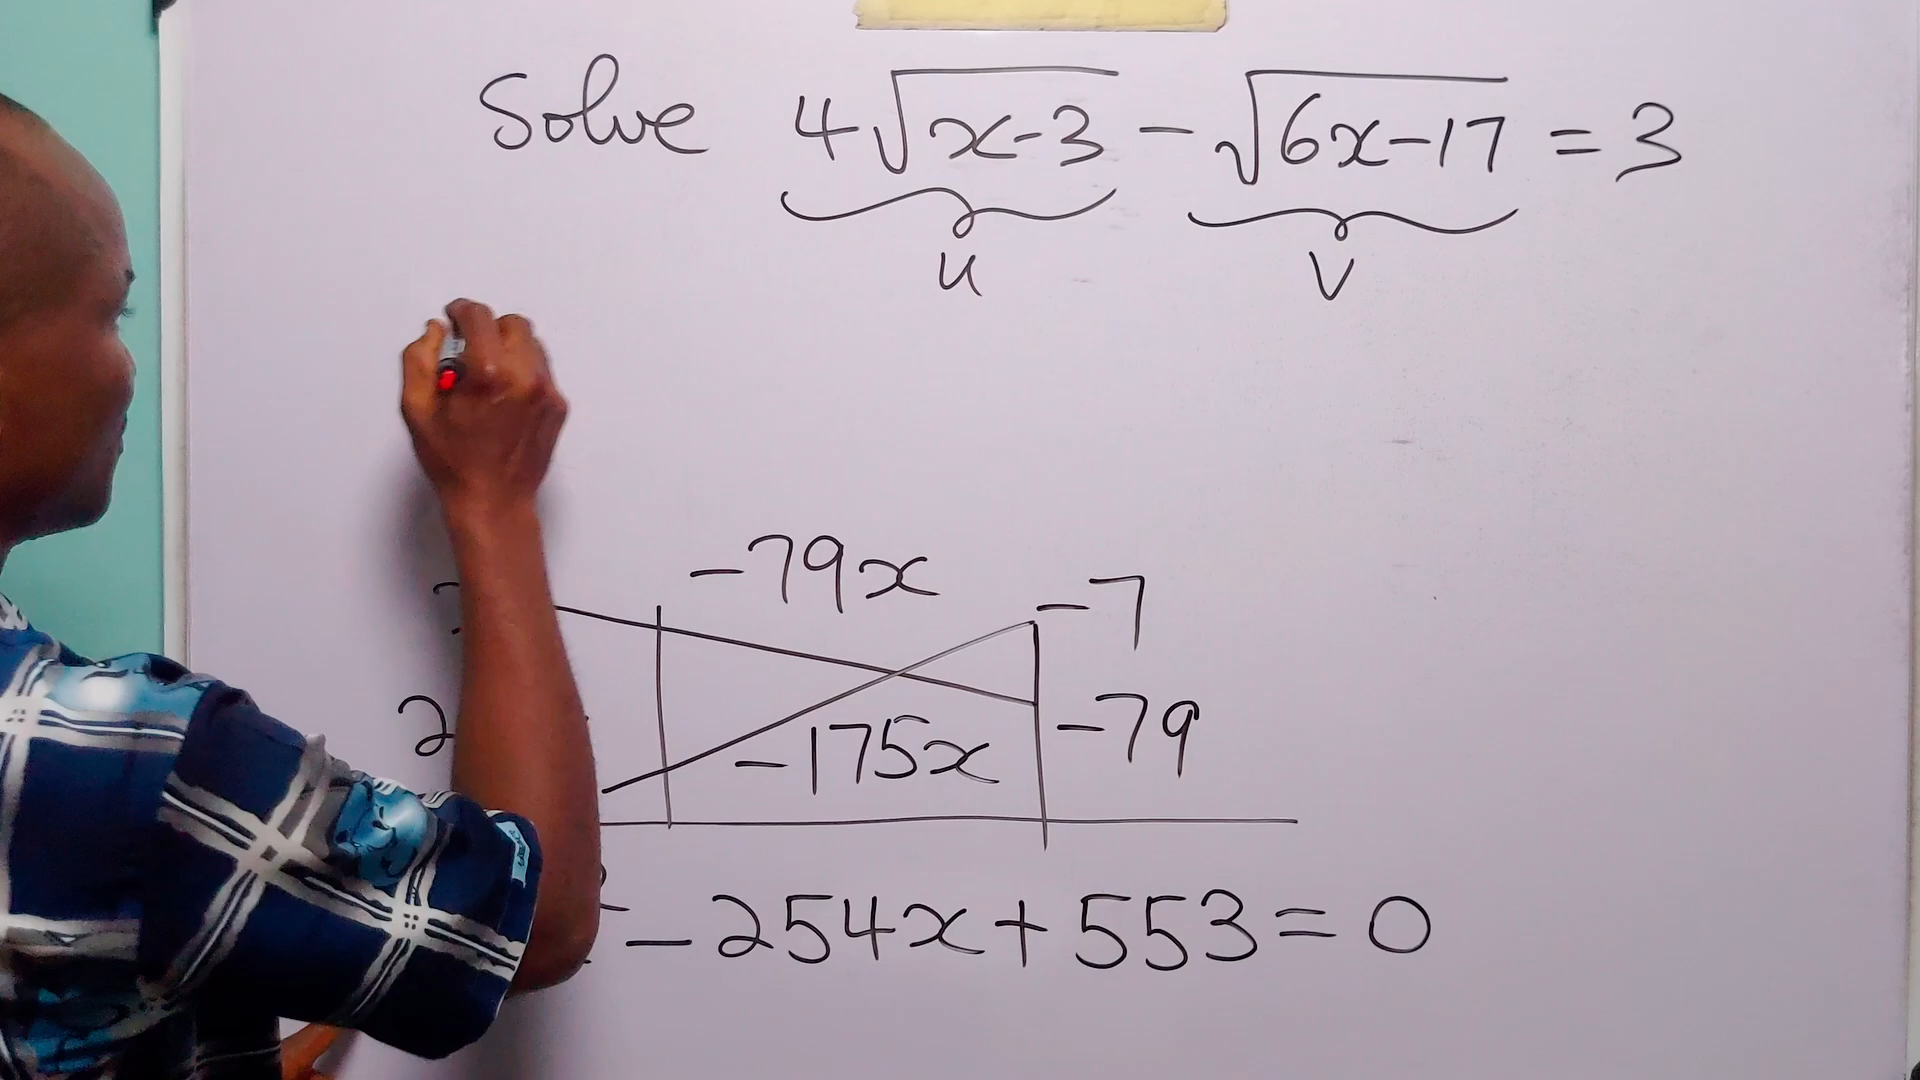 Solve 4√(x-3) - √(6x-17) = 3
u v
-79x -7
2 -175x -79
- 254x + 553 = 0